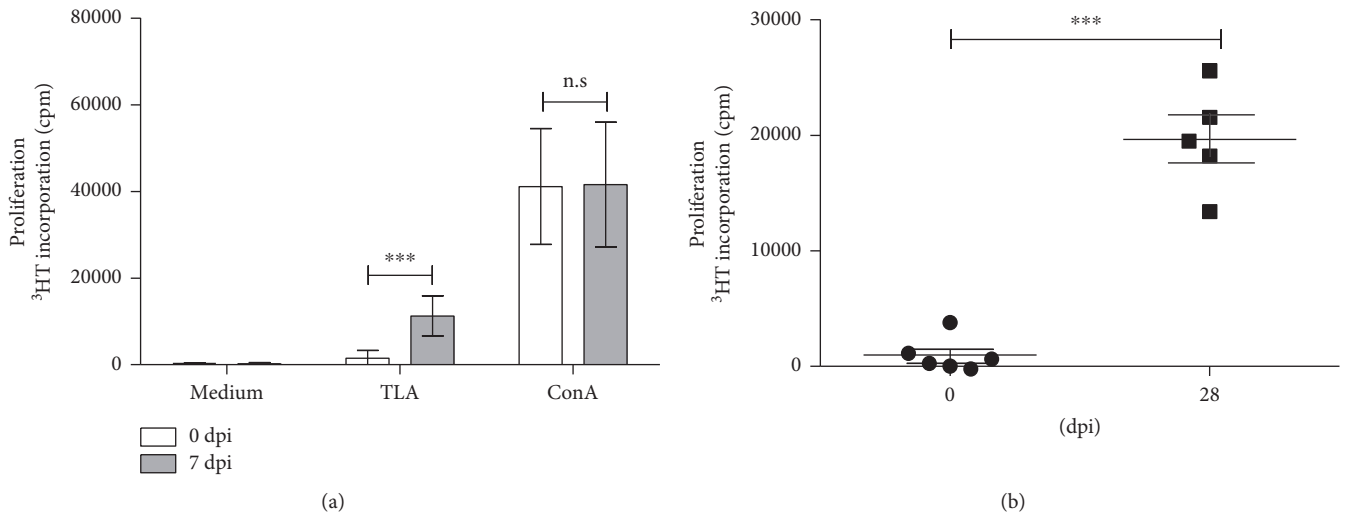 Proliferation
³HT incorporation (cpm)
80000
60000
40000
20000
0
n.s
***
Medium
TLA
ConA
0 dpi
7 dpi
(a)
Proliferation
³HT incorporation (cpm)
30000
20000
10000
0
***
0
28
(dpi)
(b)